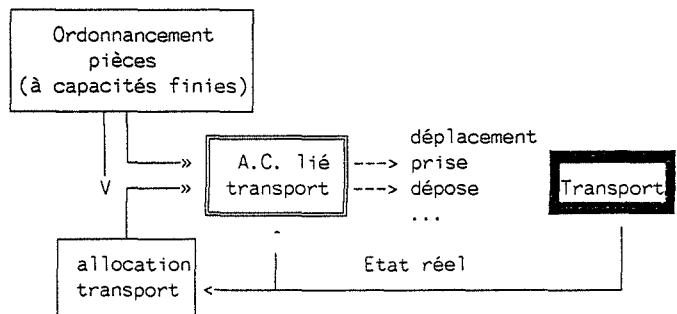 Ordonnancement
pièces
(à capacités finies)
A.C. lié
transport
déplacement
prise
dépose
...
Transport
allocation
transport
Etat réel